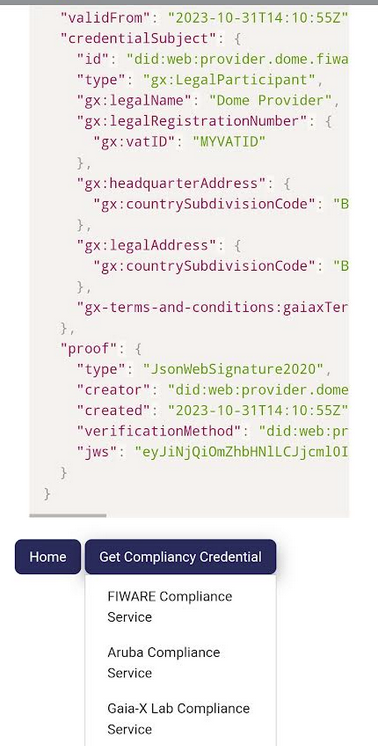 "validFrom": "2023-10-31T14:10:55Z"
"credentialSubject": {
"id": "did:web:provider.dome.fiwa
"type": "gx:LegalParticipant",
"gx:legalName": "Dome Provider",
"gx:legalRegistrationNumber": {
"gx:vatID": "MYVATID"
},
"gx:headquarterAddress": {
"gx:countrySubdivisionCode": "B
},
"gx:legalAddress": {
"gx:countrySubdivisionCode": "B
},
"gx-terms-and-conditions:gaiaxTer
},
"proof": {
"type": "JsonWebSignature2020",
"creator": "did:web:provider.dome
"created": "2023-10-31T14:10:55Z"
"verificationMethod": "did:web:pr
"jws": "eyJiNjQiOmZhbHNlLCJjcml0I
}
}
Home Get Compliancy Credential
FIWARE Compliance
Service
Aruba Compliance
Service
Gaia-X Lab Compliance
Service